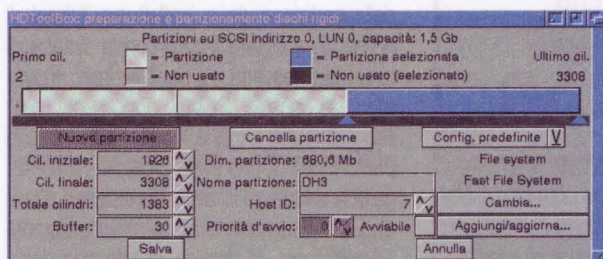 HDToolBox: preparazione e partizionamento dischi rigidi
Partizioni su SCSI indirizzo 0, LUN 0, capacità: 1,5 Gb
Primo cil. = Partizione = Partizione selezionata Ultimo cil.
2 = Non usato = Non usato (selezionato) 3308
Nuova partizione Cancella partizione Config. predefinite
Cil. iniziale: 1926 Dim. partizione: 680,6 Mb File system
Cil. finale: 3308 Nome partizione: DH3 Fast File System
Totale cilindri: 1383 Host ID: 7 Cambia...
Buffer: 30 Priorità d'avvio: 0 Avviabile Aggiungi/aggiorna...
Salva Annulla